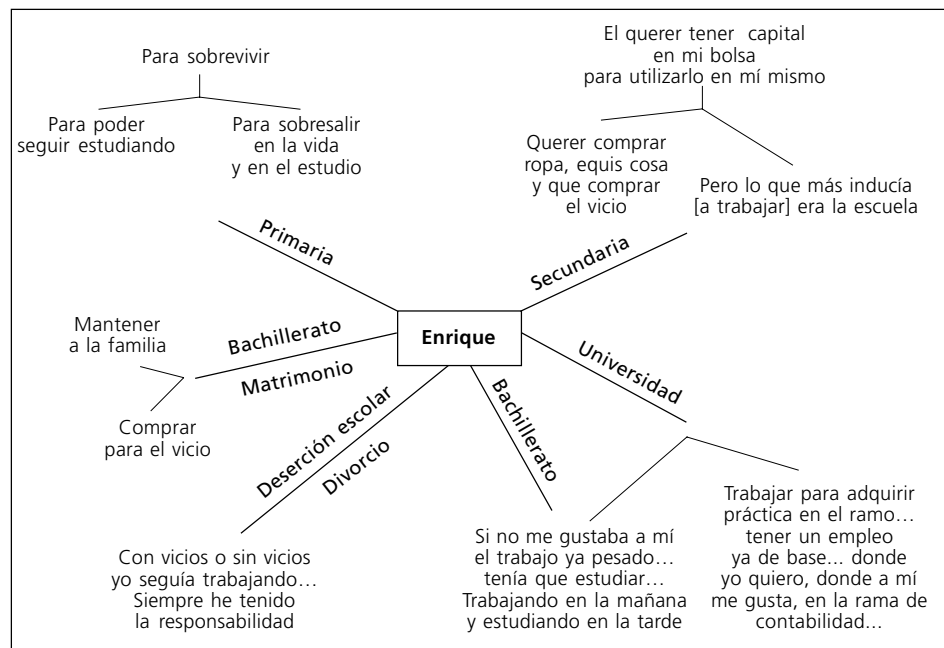 Para sobrevivir
Para poder
seguir estudiando
Para sobresalir
en la vida
y en el estudio
Primaria
El querer tener capital
en mi bolsa
para utilizarlo en mí mismo
Querer comprar
ropa, equis cosa
y que comprar
el vicio
Pero lo que más inducía
[a trabajar] era la escuela
Secundaria
Enrique
Mantener
a la familia
Comprar
para el vicio
Bachillerato
Matrimonio
Deserción escolar
Divorcio
Con vicios o sin vicios
yo seguía trabajando...
Siempre he tenido
la responsabilidad
Bachillerato
Si no me gustaba a mí
el trabajo ya pesado...
tenía que estudiar...
Trabajando en la mañana
y estudiando en la tarde
Universidad
Trabajar para adquirir
práctica en el ramo...
tener un empleo
ya de base... donde
yo quiero, donde a mí
me gusta, en la rama de
contabilidad...